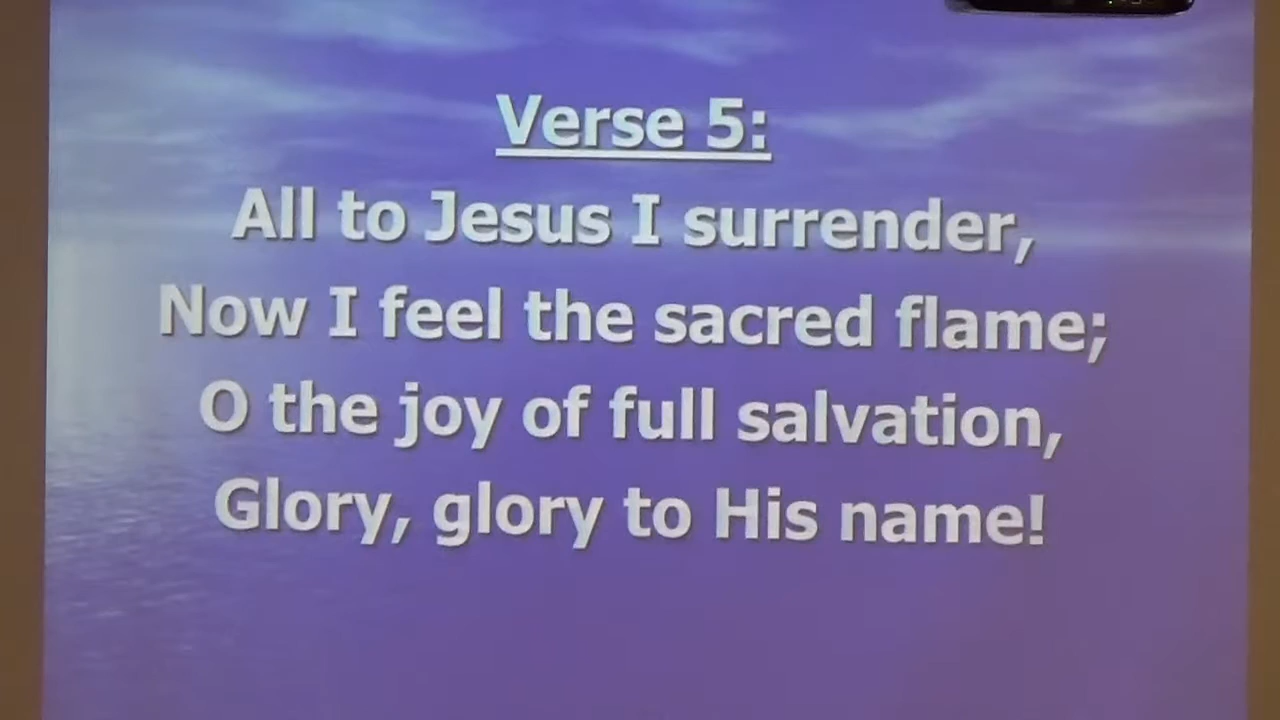 Verse 5:
All to Jesus I surrender,
Now I feel the sacred flame;
O the joy of full salvation,
Glory, glory to His name!